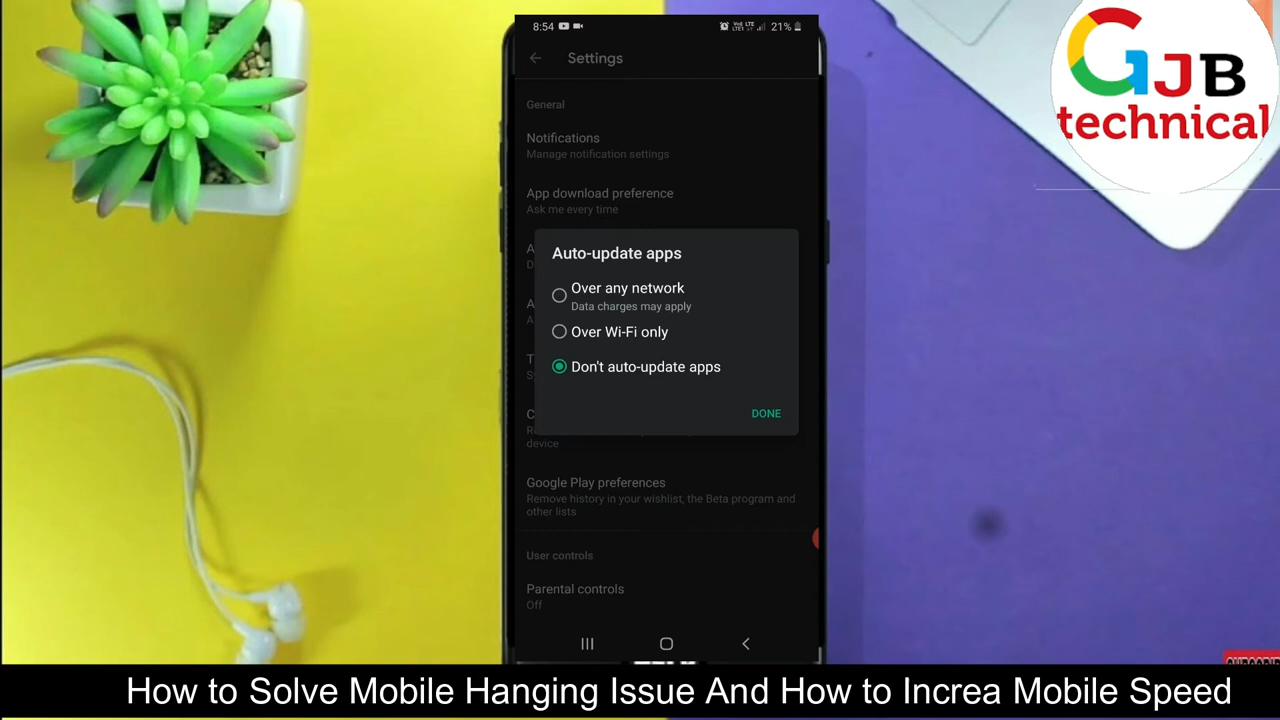 8:54
VoI LTE
LTE1
21%
Settings
General
Notifications
Manage notification settings
App download preference
Ask me every time
A
D
A
A
T
S
C
device
Auto-update apps
Over any network
Data charges may apply
Over Wi-Fi only
Don't auto-update apps
DONE
Google Play preferences
Remove history in your wishlist, the Beta program and
other lists
User controls
Parental controls
Off
GJB
technical
How to Solve Mobile Hanging Issue And How to Increa Mobile Speed